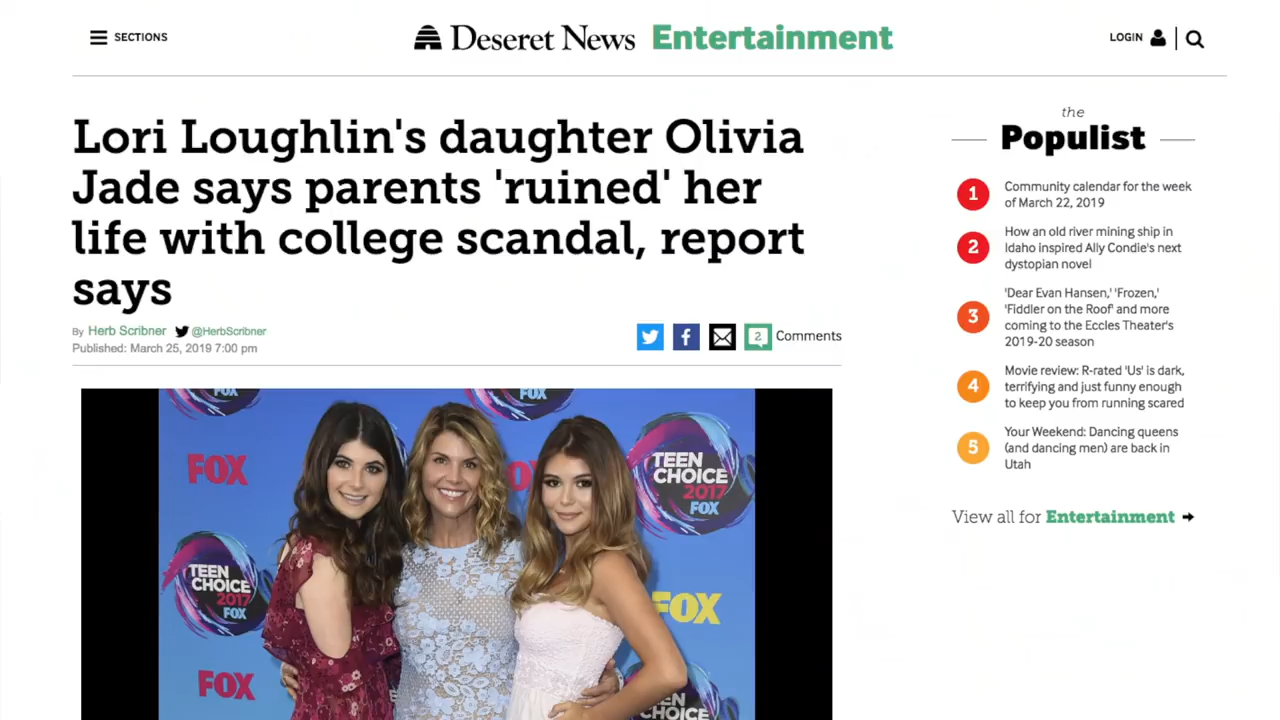 SECTIONS
Deseret News Entertainment
LOGIN
Lori Loughlin's daughter Olivia
Jade says parents 'ruined' her
life with college scandal, report
says
By Herb Scribner @HerbScribner
Published: March 25, 2019 7:00 pm
2 Comments
FOX
FOX
TEEN
CHOICE
2017
FOX
TEEN
CHOICE
2017
FOX
FOX
FOX
CHOICE
the
Populist
1
Community calendar for the week
of March 22, 2019
2
How an old river mining ship in
Idaho inspired Ally Condie's next
dystopian novel
3
'Dear Evan Hansen,' 'Frozen,'
'Fiddler on the Roof' and more
coming to the Eccles Theater's
2019-20 season
4
Movie review: R-rated 'Us' is dark,
terrifying and just funny enough
to keep you from running scared
5
Your Weekend: Dancing queens
(and dancing men) are back in
Utah
View all for Entertainment